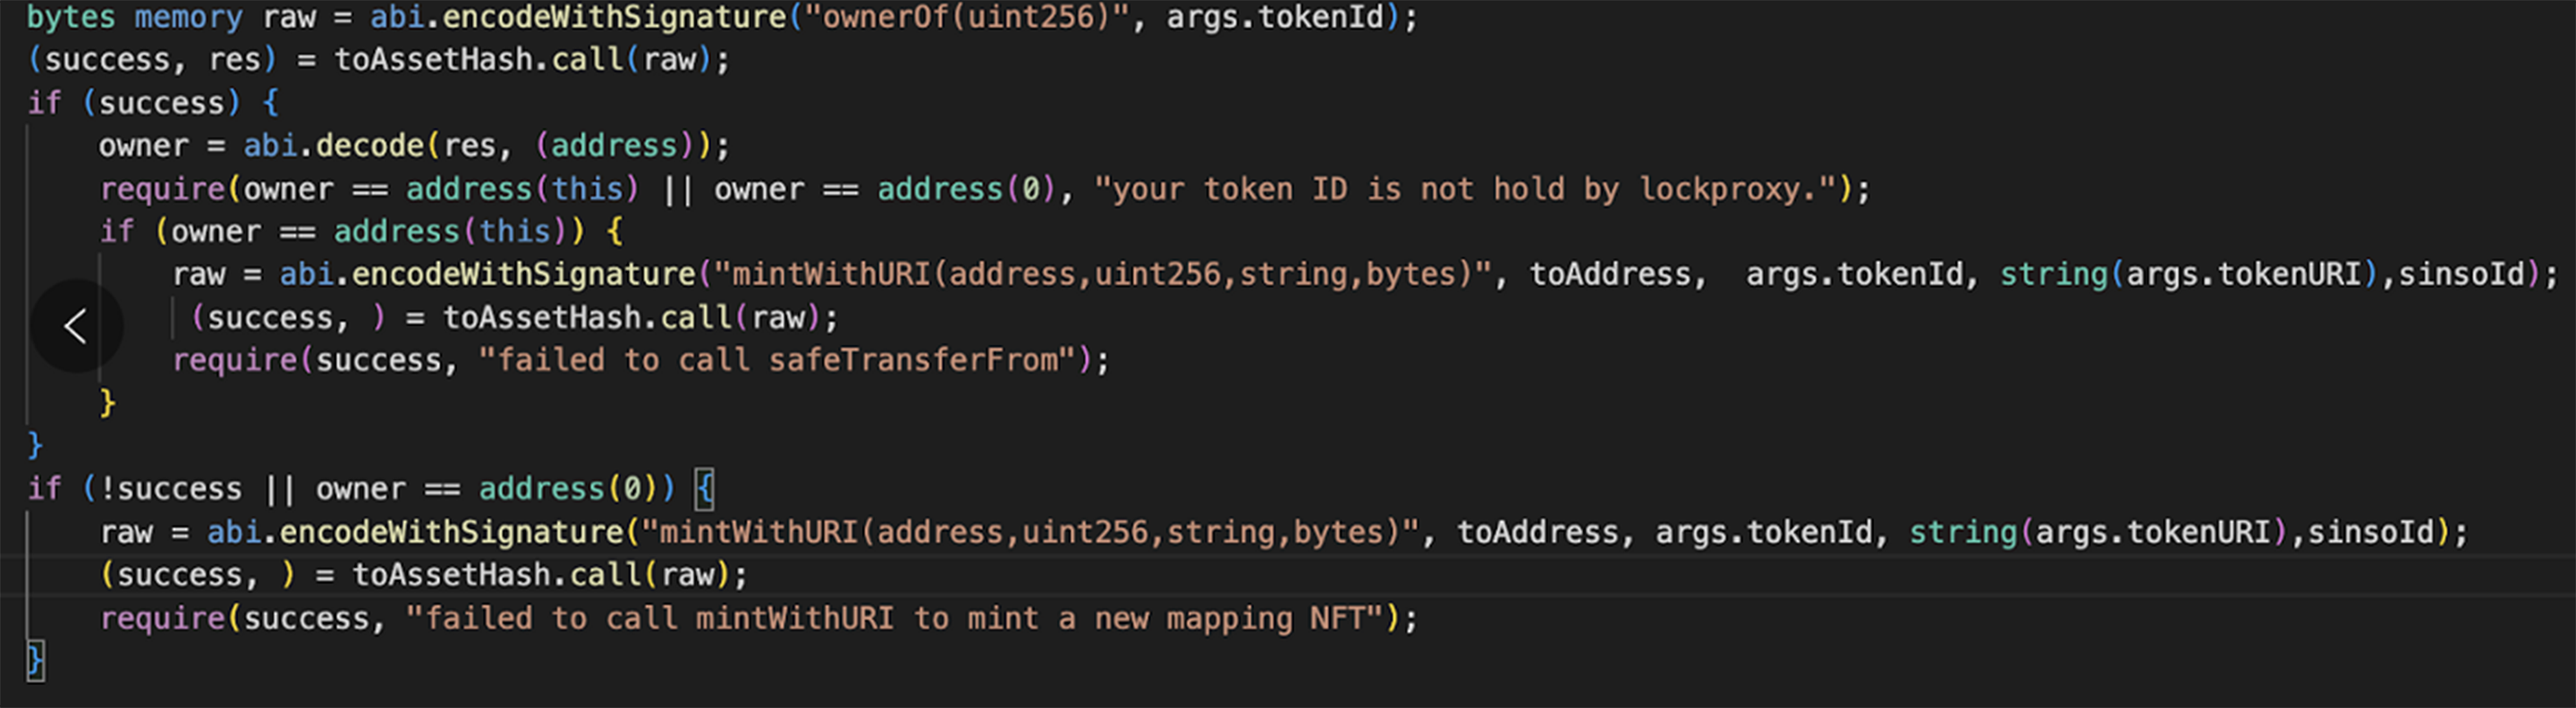 bytes memory raw = abi.encodeWithSignature("ownerOf(uint256)", args.tokenId);
(success, res) = toAssetHash.call(raw);
if (success) {
    owner = abi.decode(res, (address));
    require(owner == address(this) || owner == address(0), "your token ID is not hold by lockproxy.");
    if (owner == address(this)) {
        raw = abi.encodeWithSignature("mintWithURI(address,uint256,string,bytes)", toAddress,  args.tokenId, string(args.tokenURI),sinsoId);
         (success, ) = toAssetHash.call(raw);
        require(success, "failed to call safeTransferFrom");
    }
}
if (!success || owner == address(0)) {
    raw = abi.encodeWithSignature("mintWithURI(address,uint256,string,bytes)", toAddress, args.tokenId, string(args.tokenURI),sinsoId);
    (success, ) = toAssetHash.call(raw);
    require(success, "failed to call mintWithURI to mint a new mapping NFT");
}